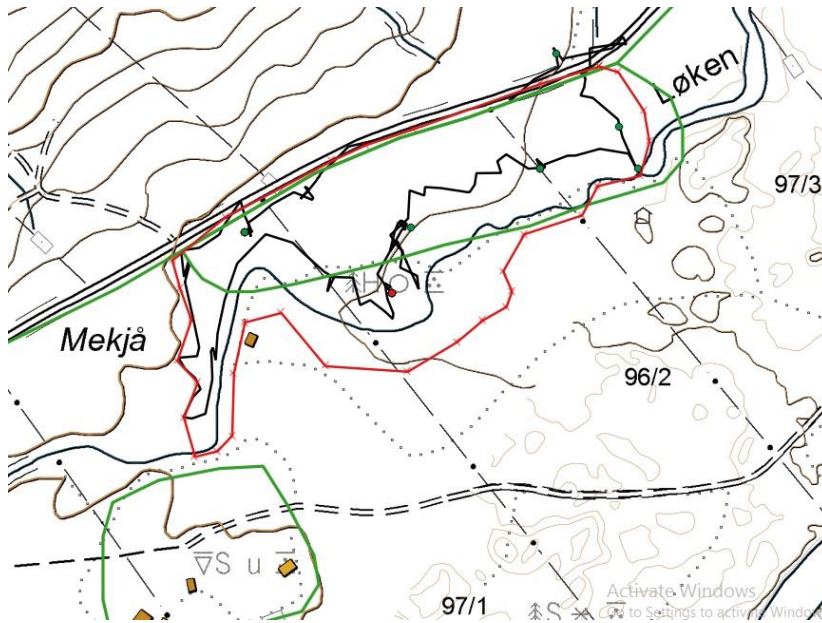 Løken
97/3
H O E
Mekjå
96/2
S u
97/1
S
Activate Windows
Go to Settings to activate Windows